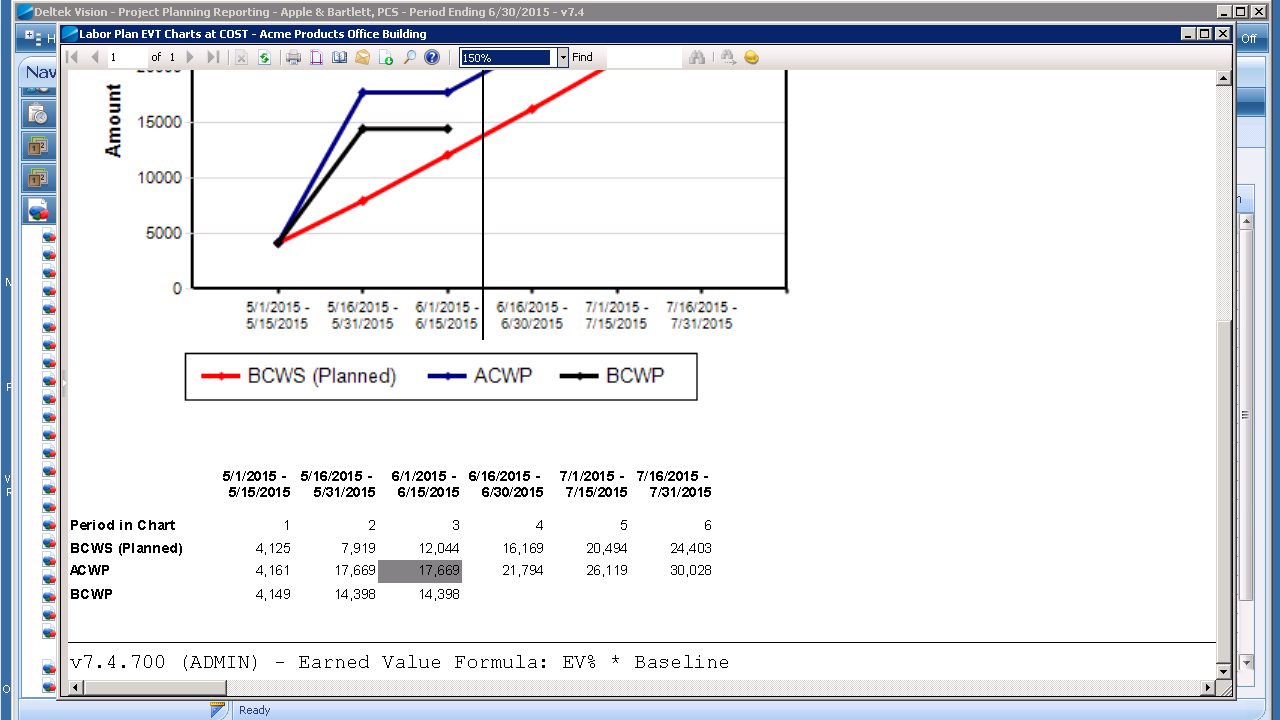 Deltek Vision - Project Planning Reporting - Apple & Bartlett, PCS - Period Ending 6/30/2015 - v7.4
Labor Plan EVT Charts at COST - Acme Products Office Building
Off
1 of 1 150% Find
Nav
Amount
15000
10000
5000
0
5/1/2015 - 5/16/2015 - 6/1/2015 - 6/16/2015 - 7/1/2015 - 7/16/2015 -
5/15/2015 5/31/2015 6/15/2015 6/30/2015 7/15/2015 7/31/2015
BCWS (Planned) ACWP BCWP
5/1/2015 - 5/16/2015 - 6/1/2015 - 6/16/2015 - 7/1/2015 - 7/16/2015 -
5/15/2015 5/31/2015 6/15/2015 6/30/2015 7/15/2015 7/31/2015
Period in Chart 1 2 3 4 5 6
BCWS (Planned) 4,125 7,919 12,044 16,169 20,494 24,403
ACWP 4,161 17,669 17,669 21,794 26,119 30,028
BCWP 4,149 14,398 14,398
v7.4.700 (ADMIN) - Earned Value Formula: EV% * Baseline
Ready